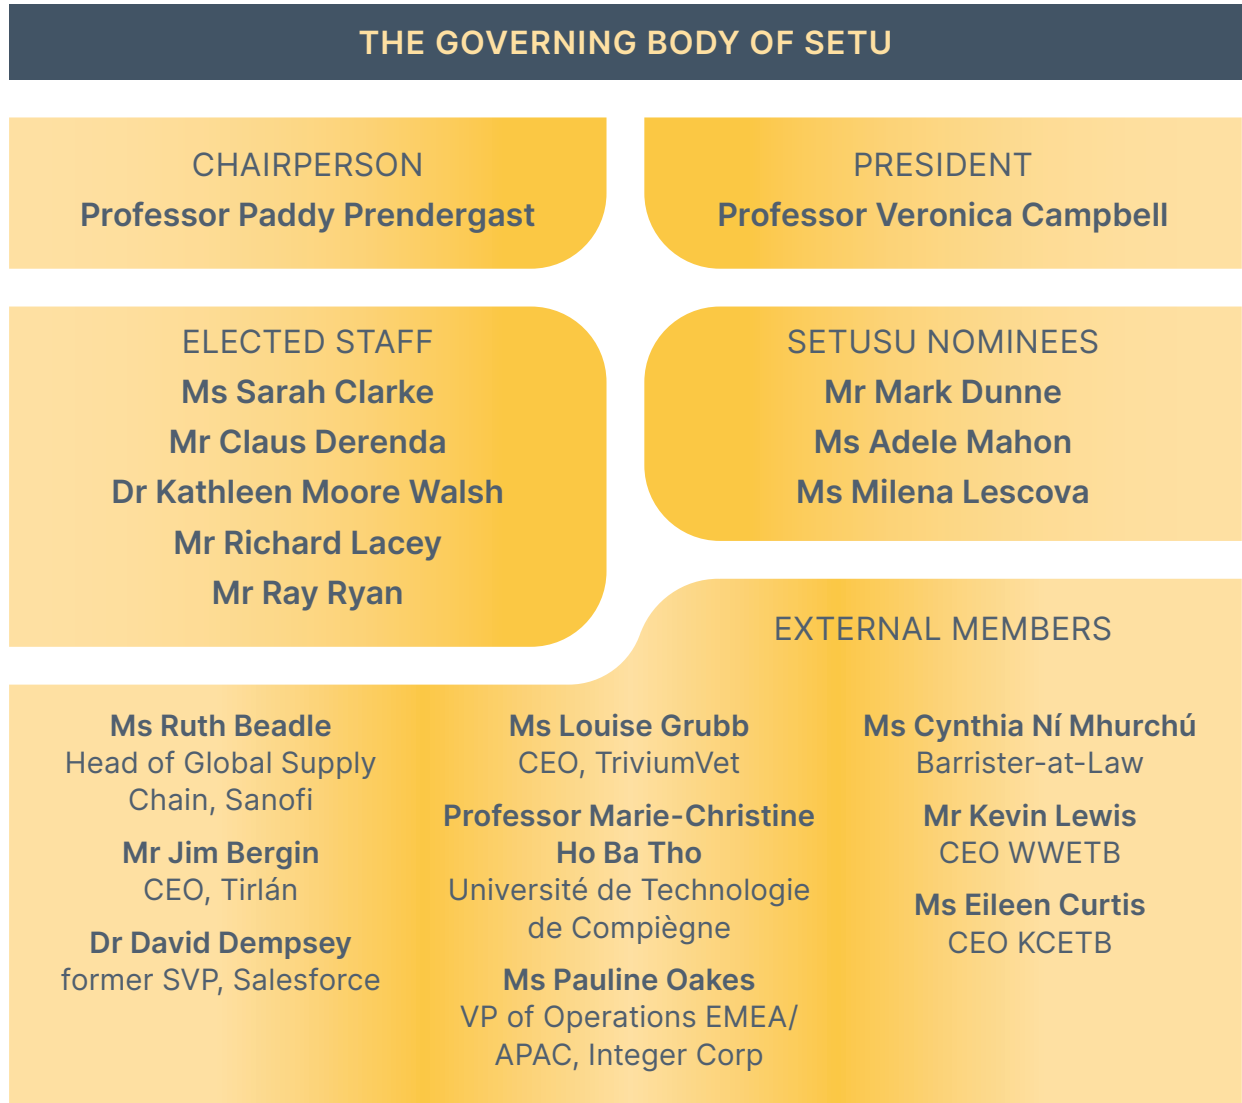 THE GOVERNING BODY OF SETU
CHAIRPERSON
Professor Paddy Prendergast
PRESIDENT
Professor Veronica Campbell
ELECTED STAFF
Ms Sarah Clarke
Mr Claus Derenda
Dr Kathleen Moore Walsh
Mr Richard Lacey
Mr Ray Ryan
SETUSU NOMINEES
Mr Mark Dunne
Ms Adele Mahon
Ms Milena Lescova
EXTERNAL MEMBERS
Ms Ruth Beadle
Head of Global Supply
Chain, Sanofi
Mr Jim Bergin
CEO, Tirlán
Dr David Dempsey
former SVP, Salesforce
Ms Louise Grubb
CEO, TriviumVet
Professor Marie-Christine
Ho Ba Tho
Université de Technologie
de Compiègne
Ms Pauline Oakes
VP of Operations EMEA/
APAC, Integer Corp
Ms Cynthia Ní Mhurchú
Barrister-at-Law
Mr Kevin Lewis
CEO WWETB
Ms Eileen Curtis
CEO KCETB